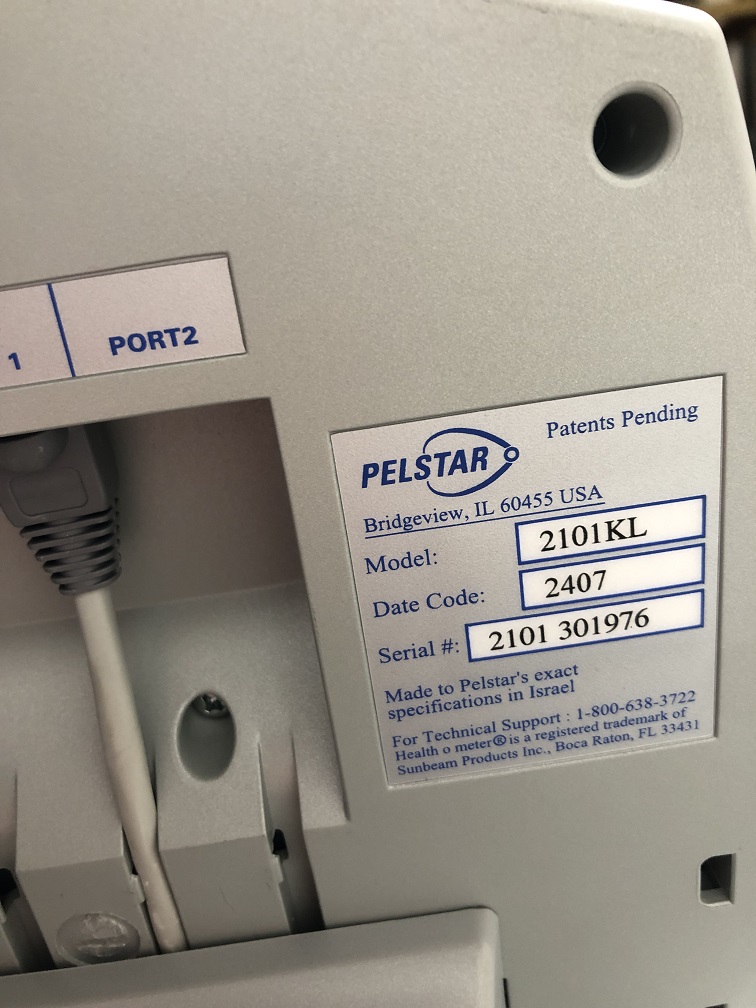 1 PORT2
PELSTAR Patents Pending
Bridgeview, IL 60455 USA
Model: 2101KL
Date Code: 2407
Serial #: 2101 301976
Made to Pelstar's exact
specifications in Israel
For Technical Support : 1-800-638-3722
Health o meter® is a registered trademark of
Sunbeam Products Inc., Boca Raton, FL 33431